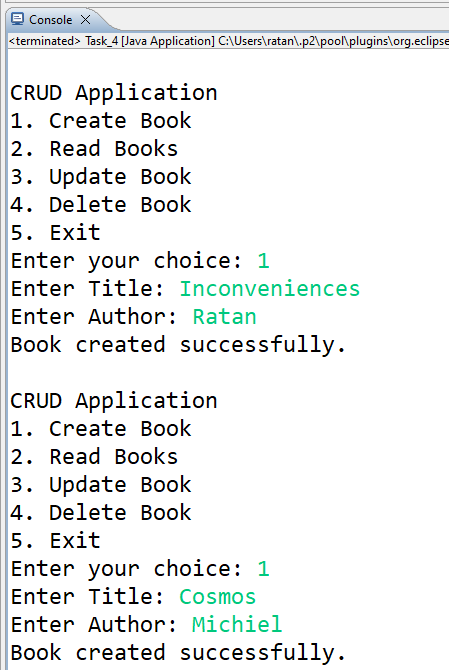 Console
<terminated> Task_4 [Java Application] C:\Users\ratan\.p2\pool\plugins\org.eclipse
CRUD Application
1. Create Book
2. Read Books
3. Update Book
4. Delete Book
5. Exit
Enter your choice: 1
Enter Title: Inconveniences
Enter Author: Ratan
Book created successfully.
CRUD Application
1. Create Book
2. Read Books
3. Update Book
4. Delete Book
5. Exit
Enter your choice: 1
Enter Title: Cosmos
Enter Author: Michiel
Book created successfully.